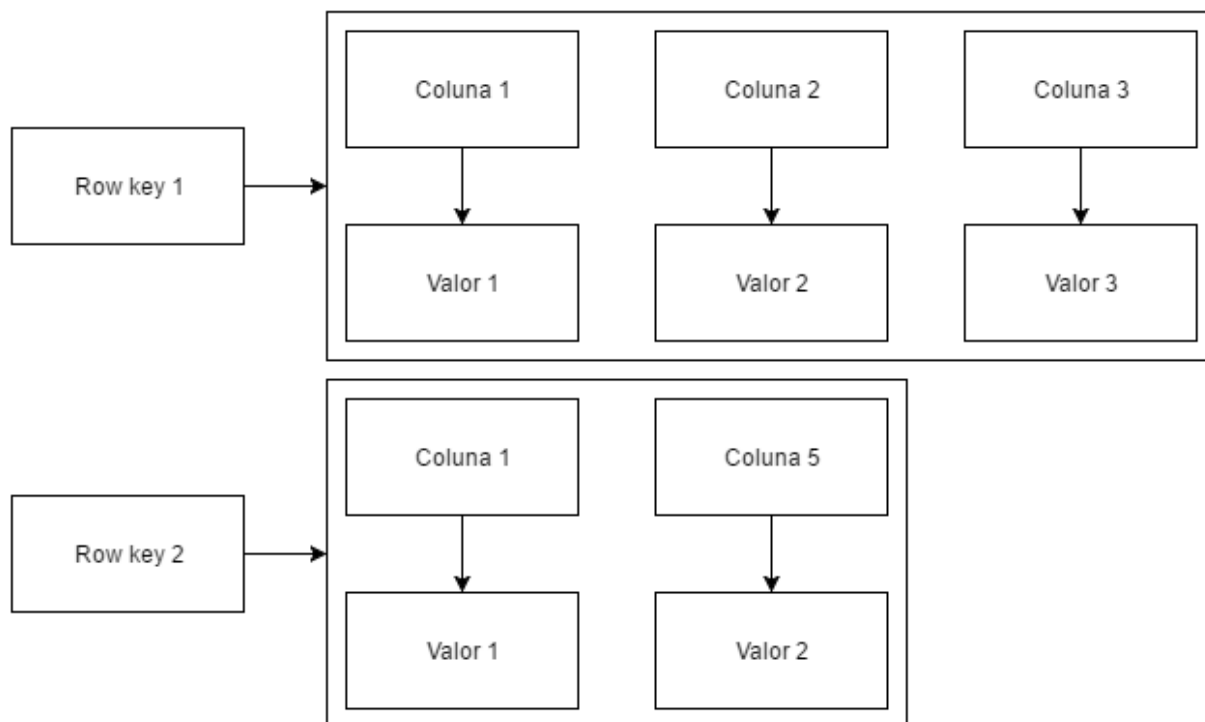 Coluna 1
Coluna 2
Coluna 3
Row key 1
Valor 1
Valor 2
Valor 3
Coluna 1
Coluna 5
Row key 2
Valor 1
Valor 2